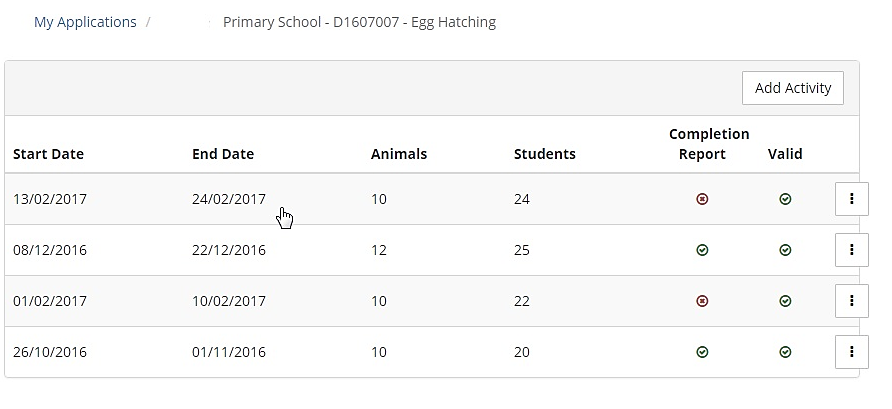 My Applications / Primary School - D1607007 - Egg Hatching
Add Activity
Start Date End Date Animals Students Completion Report Valid
13/02/2017 24/02/2017 10 24
08/12/2016 22/12/2016 12 25
01/02/2017 10/02/2017 10 22
26/10/2016 01/11/2016 10 20